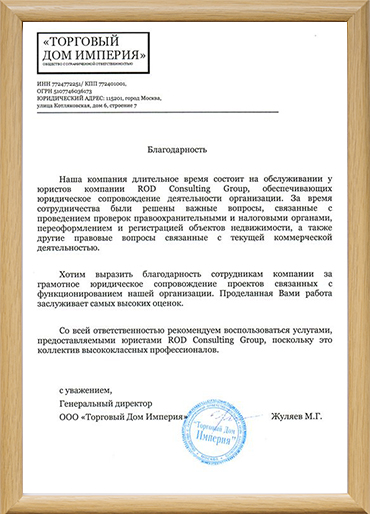 «ТОРГОВЫЙ
ДОМ ИМПЕРИЯ»
ОБЩЕСТВО С ОГРАНИЧЕННОЙ ОТВЕТСТВЕННОСТЬЮ
ИНН 7724772251/ КПП 772401001,
ОГРН 5107746036173
ЮРИДИЧЕСКИЙ АДРЕС: 115201, город Москва,
улица Котляковская, дом 6, строение 7
Благодарность
Наша компания длительное время состоит на обслуживании у
юристов компании ROD Consulting Group, обеспечивающих
юридическое сопровождение деятельности организации. За время
сотрудничества были решены важные вопросы, связанные с
проведением проверок правоохранительными и налоговыми органами,
переоформлением и регистрацией объектов недвижимости, а также
другие правовые вопросы связанные с текущей коммерческой
деятельностью.
Хотим выразить благодарность сотрудникам компании за
грамотное юридическое сопровождение проектов связанных с
функционированием нашей организации. Проделанная Вами работа
заслуживает самых высоких оценок.
Со всей ответственностью рекомендуем воспользоваться услугами,
предоставляемыми юристами ROD Consulting Group, поскольку это
коллектив высококлассных профессионалов.
с уважением,
Генеральный директор
ООО «Торговый Дом Империя» Жуляев М.Г.
"Торговый Дом
Империя"